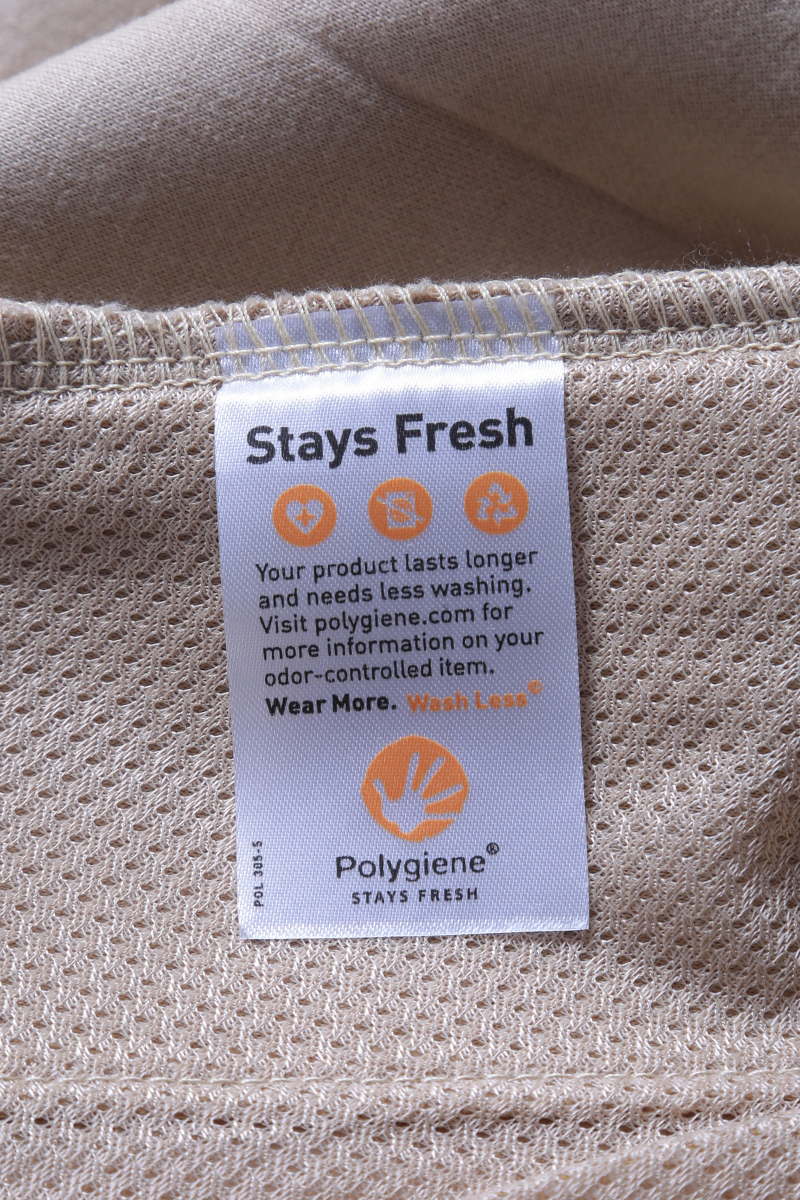 Stays Fresh
Your product lasts longer
and needs less washing.
Visit polygiene.com for
more information on your
odor-controlled item.
Wear More. Wash Less©
Polygiene®
STAYS FRESH
POL 305-S